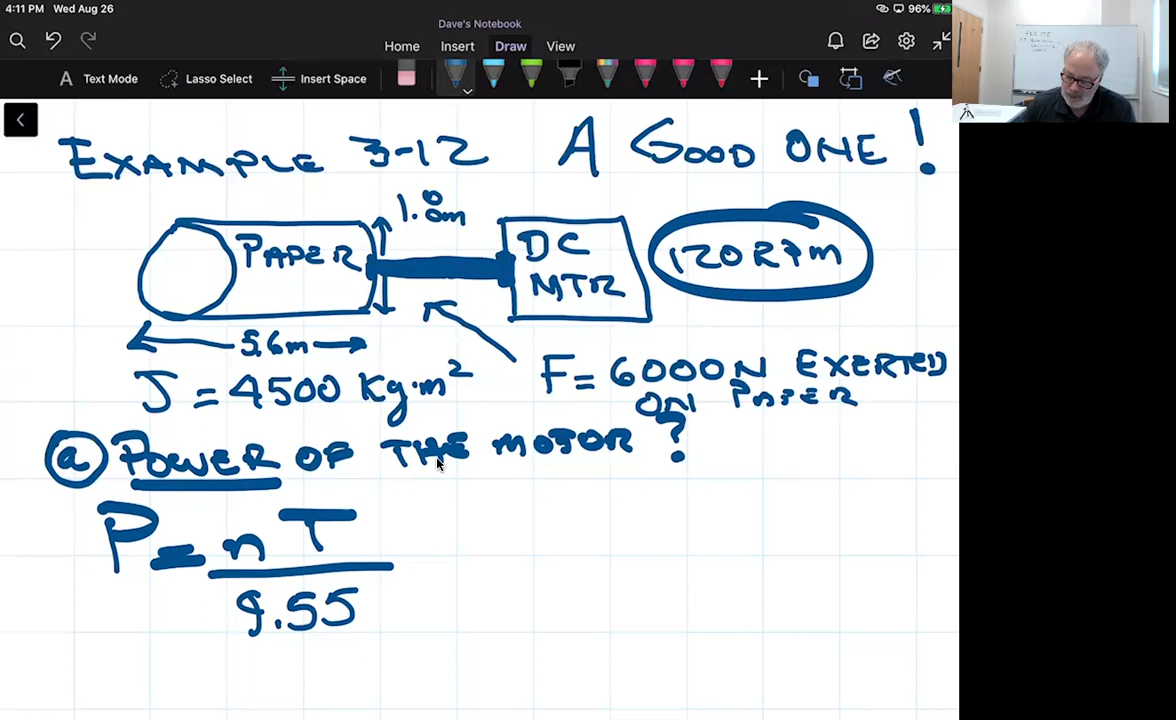 4:11 PM Wed Aug 26
96%
Dave's Notebook
Home Insert Draw View
Text Mode Lasso Select Insert Space
EXAMPLE 3-12 A GOOD ONE!
1.8m
PAPER
DC
MTR
120 RPM
5.6m
J = 4500 Kg·m²
F = 6000N EXERTED
ON PAPER
a POWER OF THE MOTOR?
P = n T
9.55